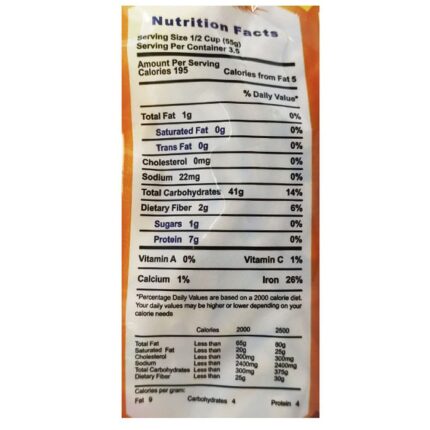 Nutrition Facts
Serving Size 1/2 Cup (55g)
Serving Per Container 3.5
Amount Per Serving
Calories 195 Calories from Fat 5
% Daily Value*
Total Fat 1g 0%
Saturated Fat 0g 0%
Trans Fat 0g 0%
Cholesterol 0mg 0%
Sodium 22mg 0%
Total Carbohydrates 41g 14%
Dietary Fiber 2g 6%
Sugars 1g 0%
Protein 7g 0%
Vitamin A 0% Vitamin C 1%
Calcium 1% Iron 26%
*Percentage Daily Values are based on a 2000 calorie diet.
Your daily values may be higher or lower depending on your
calorie needs
Calories 2000 2500
Total Fat Less than 65g 80g
Saturated Fat Less than 20g 25g
Cholesterol Less than 300mg 300mg
Sodium Less than 2400mg 2400mg
Total Carbohydrates Less than 300mg 375g
Dietary Fiber Less than 25g 30g
Calories per gram:
Fat 9 Carbohydrates 4 Protein 4